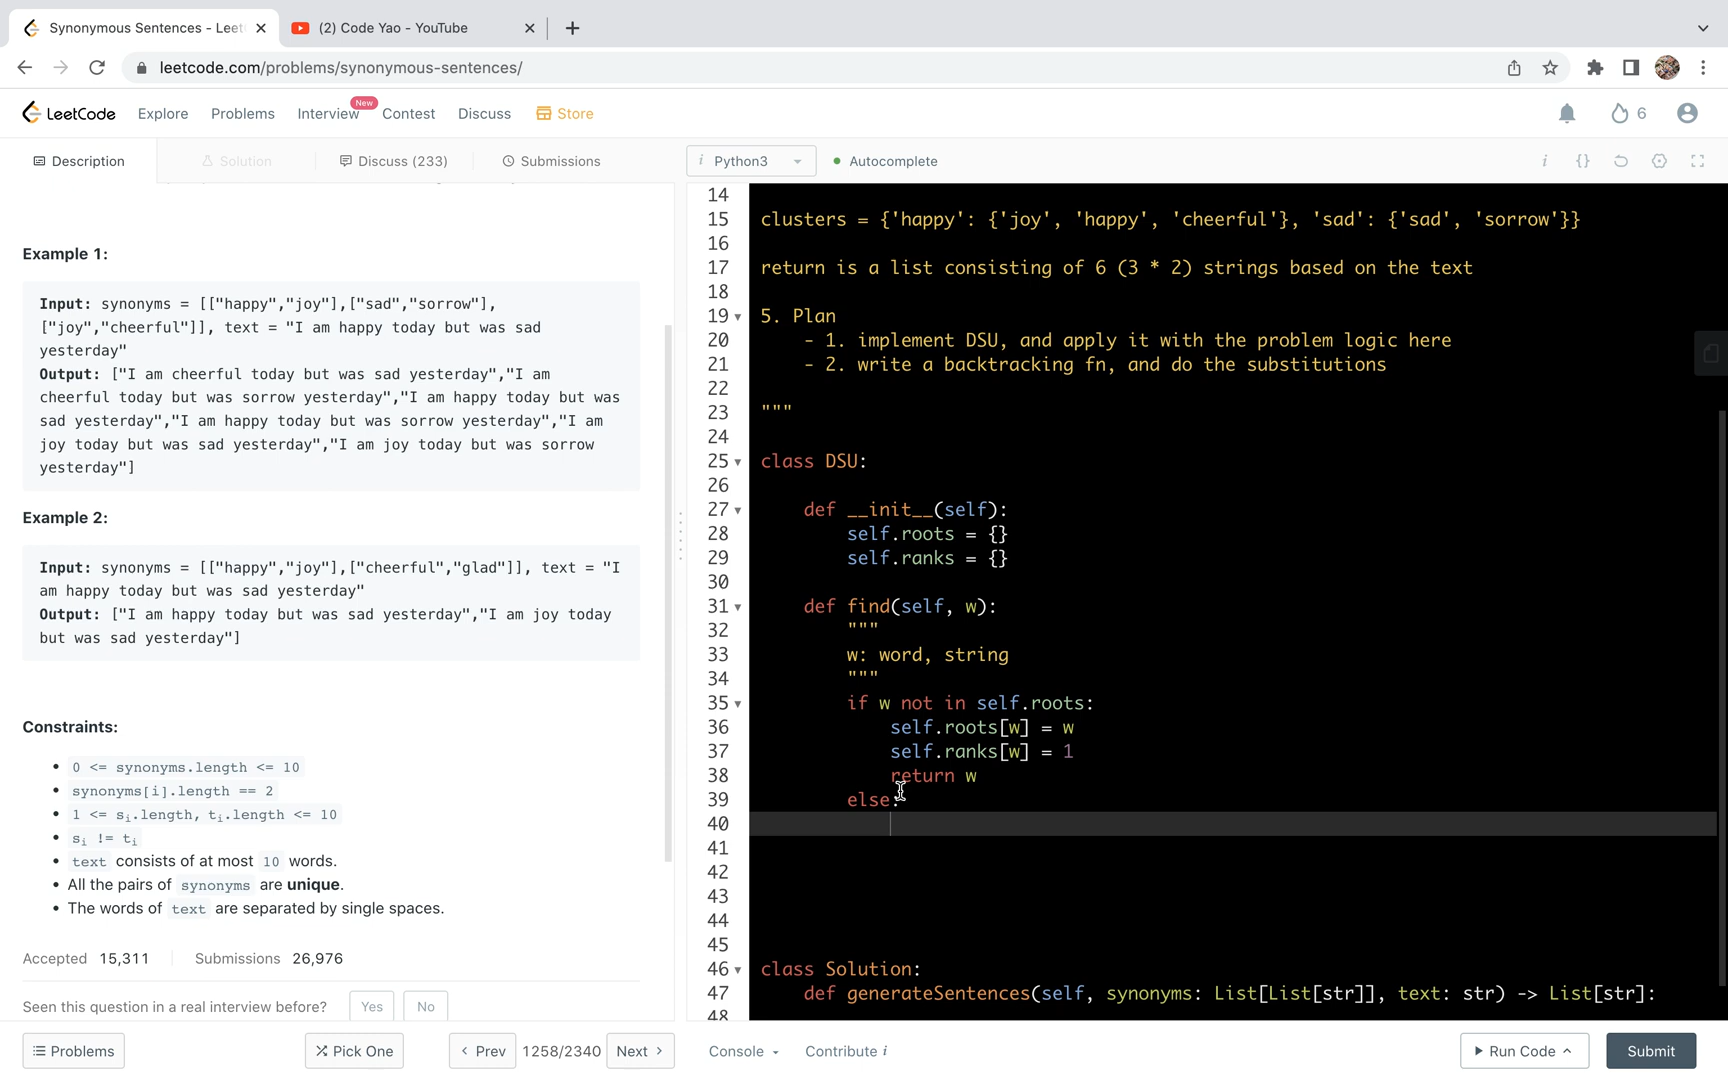 Synonymous Sentences - Leet
(2) Code Yao - YouTube
leetcode.com/problems/synonymous-sentences/
LeetCode
Explore
Problems
Interview
New
Contest
Discuss
Store
6
Description
Solution
Discuss (233)
Submissions
i Python3
Autocomplete
i
{}
Example 1:
Input: synonyms = [["happy","joy"],["sad","sorrow"],
["joy","cheerful"]], text = "I am happy today but was sad
yesterday"
Output: ["I am cheerful today but was sad yesterday","I am
cheerful today but was sorrow yesterday","I am happy today but was
sad yesterday","I am happy today but was sorrow yesterday","I am
joy today but was sad yesterday","I am joy today but was sorrow
yesterday"]
Example 2:
Input: synonyms = [["happy","joy"],["cheerful","glad"]], text = "I
am happy today but was sad yesterday"
Output: ["I am happy today but was sad yesterday","I am joy today
but was sad yesterday"]
Constraints:
• 0 <= synonyms.length <= 10
• synonyms[i].length == 2
• 1 <= si.length, ti.length <= 10
• si != ti
• text consists of at most 10 words.
• All the pairs of synonyms are unique.
• The words of text are separated by single spaces.
Accepted 15,311
Submissions 26,976
Seen this question in a real interview before?
Yes
No
14
15 clusters = {'happy': {'joy', 'happy', 'cheerful'}, 'sad': {'sad', 'sorrow'}}
16
17 return is a list consisting of 6 (3 * 2) strings based on the text
18
19 5. Plan
20 - 1. implement DSU, and apply it with the problem logic here
21 - 2. write a backtracking fn, and do the substitutions
22
23 """
24
25 class DSU:
26
27 def __init__(self):
28 self.roots = {}
29 self.ranks = {}
30
31 def find(self, w):
32 """
33 w: word, string
34 """
35 if w not in self.roots:
36 self.roots[w] = w
37 self.ranks[w] = 1
38 return w
39 else:
40
41
42
43
44
45
46 class Solution:
47 def generateSentences(self, synonyms: List[List[str]], text: str) -> List[str]:
48
Problems
Pick One
Prev
1258/2340
Next
Console
Contribute i
Run Code
Submit